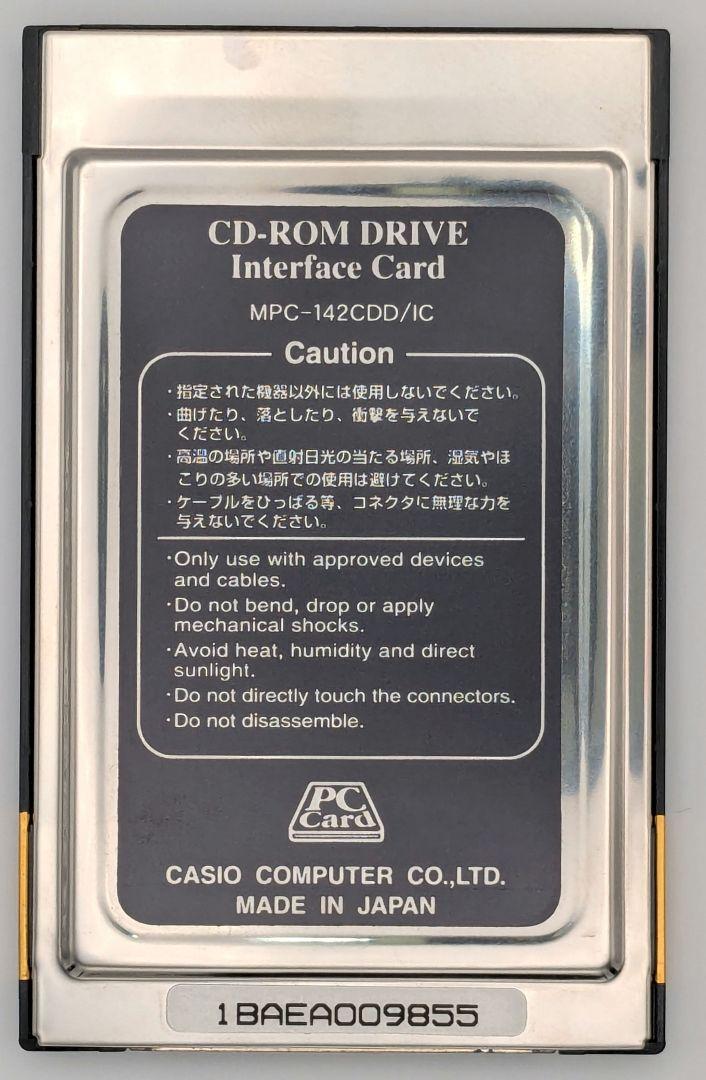 CD-ROM DRIVE
Interface Card
MPC-142CDD/IC
Caution
・指定された機器以外には使用しないでください。
・曲げたり、落としたり、衝撃を与えないで
ください。
・高温の場所や直射日光の当たる場所、湿気やほ
こりの多い場所での使用は避けてください。
・ケーブルをひっぱる等、コネクタに無理な力を
与えないでください。
·Only use with approved devices
and cables.
·Do not bend, drop or apply
mechanical shocks.
·Avoid heat, humidity and direct
sunlight.
·Do not directly touch the connectors.
·Do not disassemble.
PC
Card
CASIO COMPUTER CO.,LTD.
MADE IN JAPAN
1BAEA009855